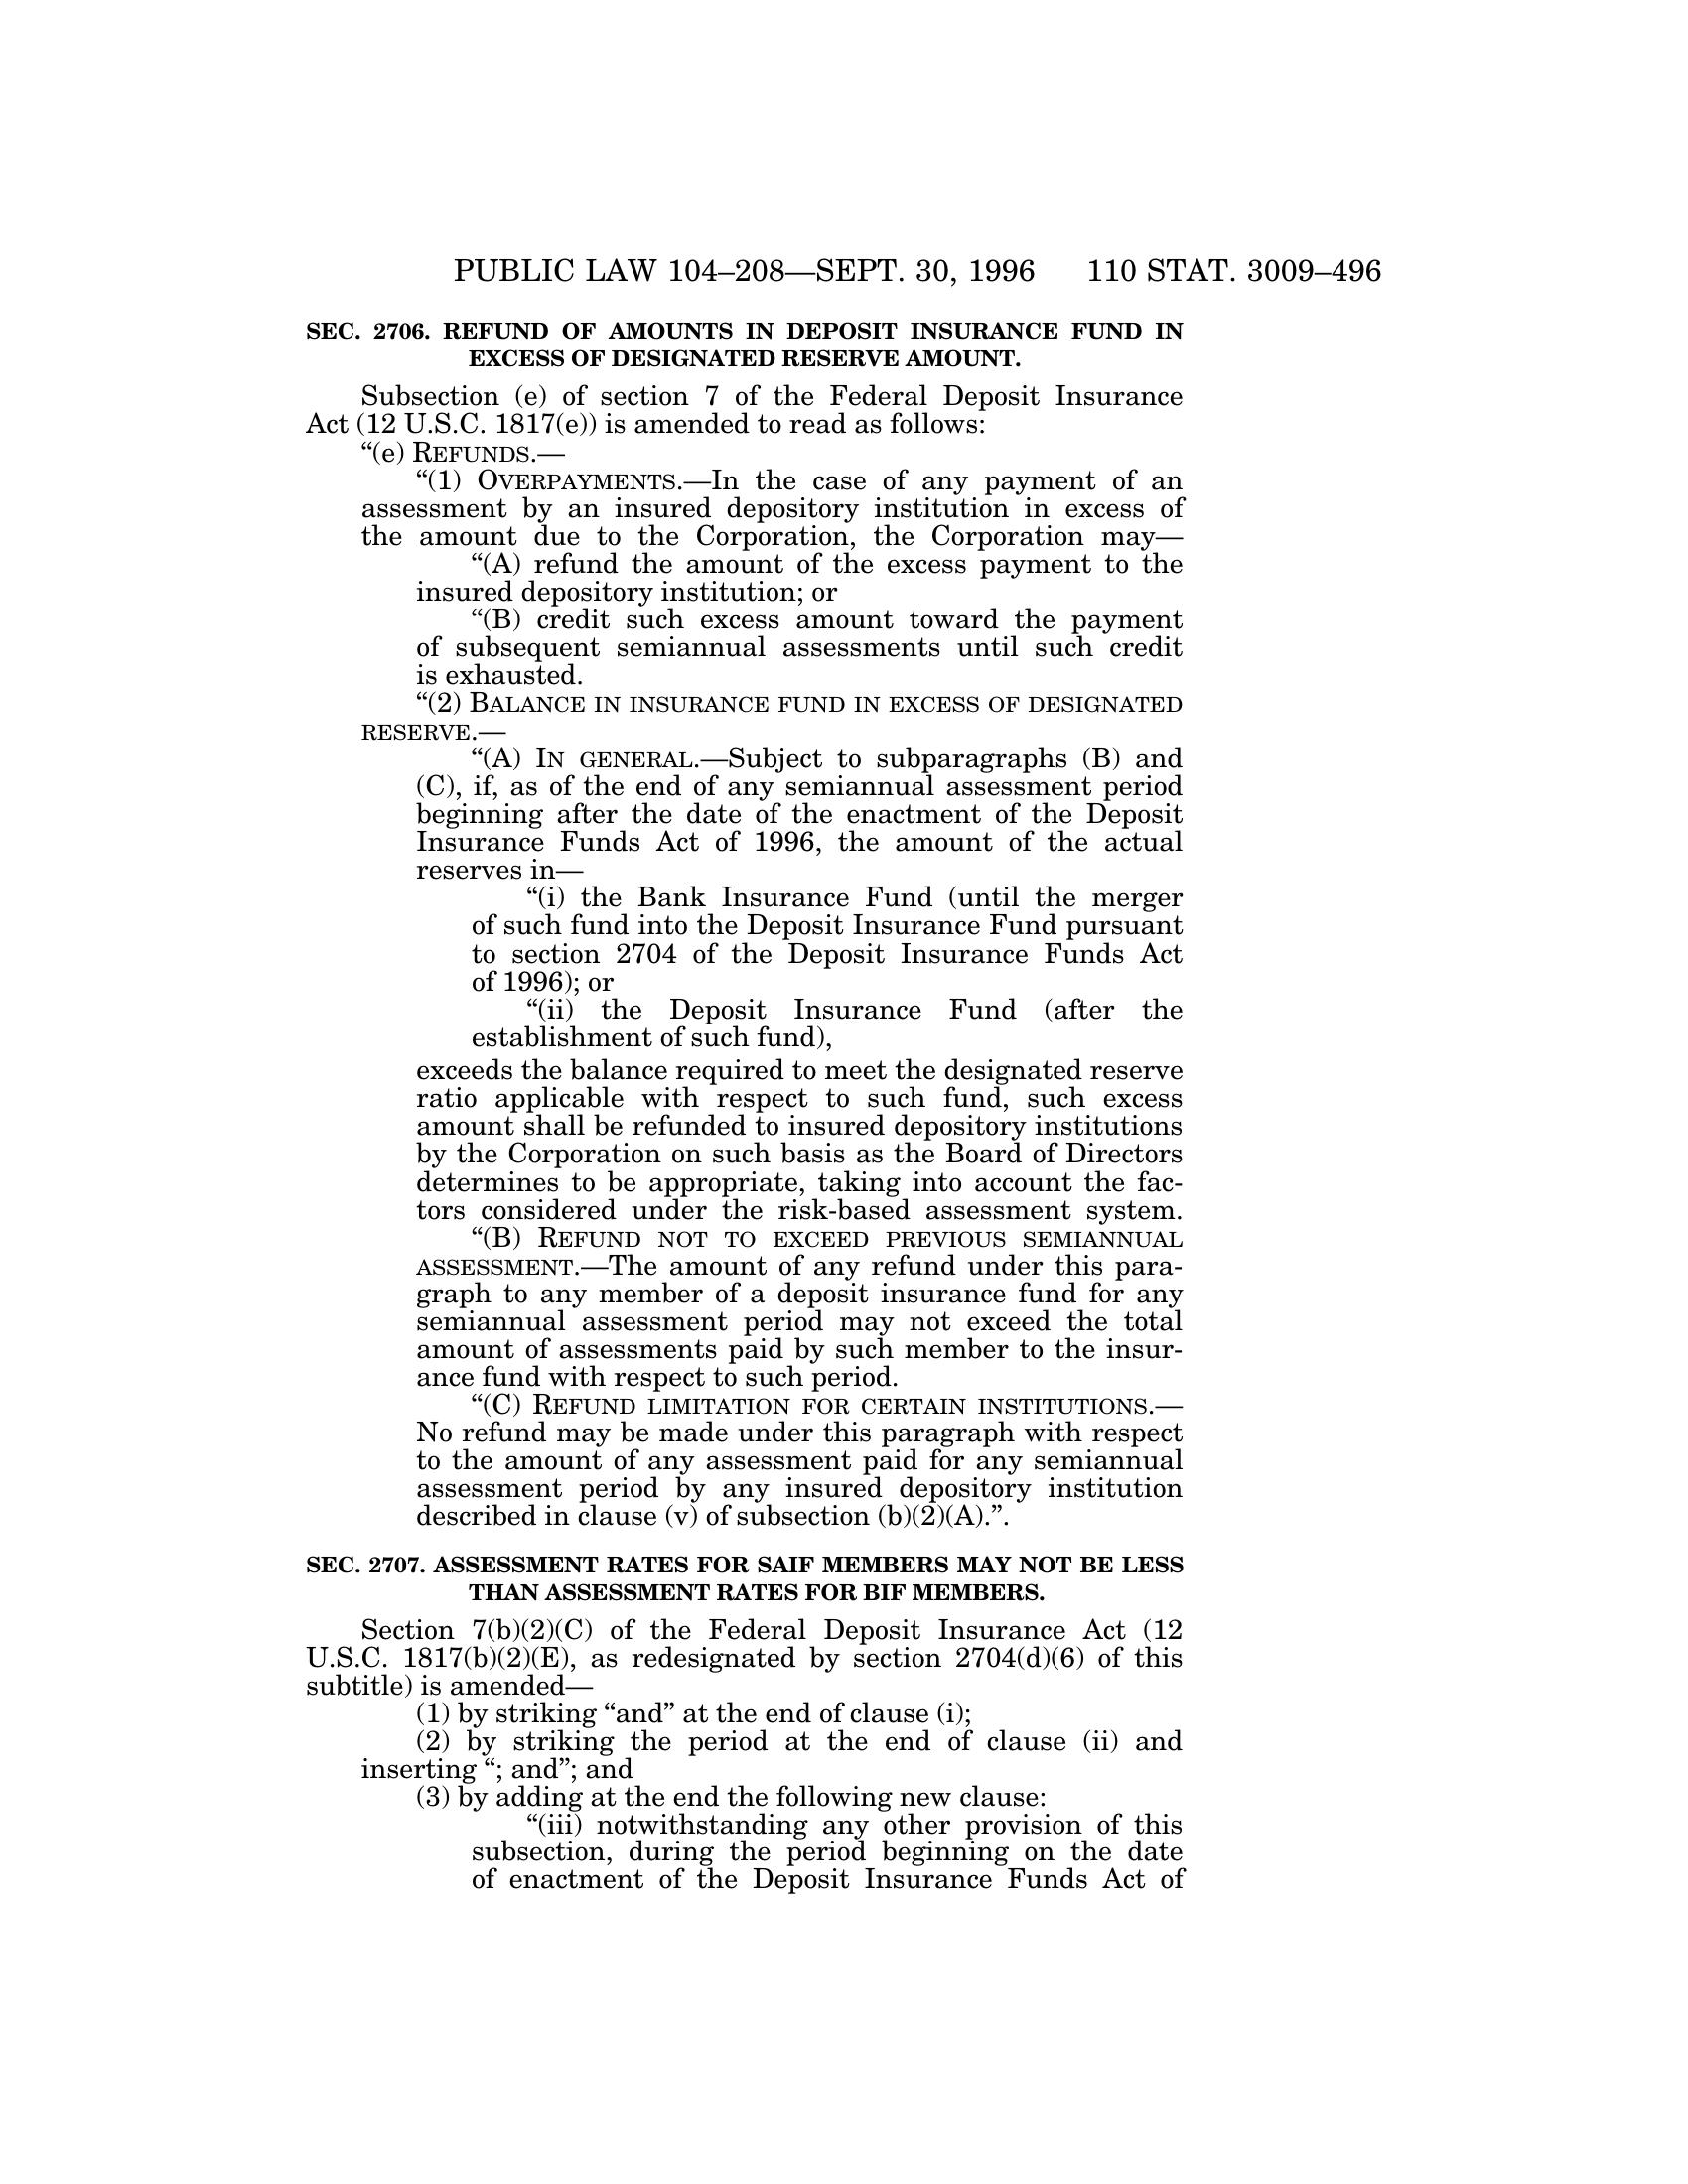 PUBLIC LAW 104–208—SEPT. 30, 1996 110 STAT. 3009–496
SEC. 2706. REFUND OF AMOUNTS IN DEPOSIT INSURANCE FUND IN
EXCESS OF DESIGNATED RESERVE AMOUNT.
Subsection (e) of section 7 of the Federal Deposit Insurance
Act (12 U.S.C. 1817(e)) is amended to read as follows:
“(e) REFUNDS.—
“(1) OVERPAYMENTS.—In the case of any payment of an
assessment by an insured depository institution in excess of
the amount due to the Corporation, the Corporation may—
“(A) refund the amount of the excess payment to the
insured depository institution; or
“(B) credit such excess amount toward the payment
of subsequent semiannual assessments until such credit
is exhausted.
“(2) BALANCE IN INSURANCE FUND IN EXCESS OF DESIGNATED
RESERVE.—
“(A) IN GENERAL.—Subject to subparagraphs (B) and
(C), if, as of the end of any semiannual assessment period
beginning after the date of the enactment of the Deposit
Insurance Funds Act of 1996, the amount of the actual
reserves in—
“(i) the Bank Insurance Fund (until the merger
of such fund into the Deposit Insurance Fund pursuant
to section 2704 of the Deposit Insurance Funds Act
of 1996); or
“(ii) the Deposit Insurance Fund (after the
establishment of such fund),
exceeds the balance required to meet the designated reserve
ratio applicable with respect to such fund, such excess
amount shall be refunded to insured depository institutions
by the Corporation on such basis as the Board of Directors
determines to be appropriate, taking into account the fac-
tors considered under the risk-based assessment system.
“(B) REFUND NOT TO EXCEED PREVIOUS SEMIANNUAL
ASSESSMENT.—The amount of any refund under this para-
graph to any member of a deposit insurance fund for any
semiannual assessment period may not exceed the total
amount of assessments paid by such member to the insur-
ance fund with respect to such period.
“(C) REFUND LIMITATION FOR CERTAIN INSTITUTIONS.—
No refund may be made under this paragraph with respect
to the amount of any assessment paid for any semiannual
assessment period by any insured depository institution
described in clause (v) of subsection (b)(2)(A).”.
SEC. 2707. ASSESSMENT RATES FOR SAIF MEMBERS MAY NOT BE LESS
THAN ASSESSMENT RATES FOR BIF MEMBERS.
Section 7(b)(2)(C) of the Federal Deposit Insurance Act (12
U.S.C. 1817(b)(2)(E), as redesignated by section 2704(d)(6) of this
subtitle) is amended—
(1) by striking “and” at the end of clause (i);
(2) by striking the period at the end of clause (ii) and
inserting “; and”; and
(3) by adding at the end the following new clause:
“(iii) notwithstanding any other provision of this
subsection, during the period beginning on the date
of enactment of the Deposit Insurance Funds Act of